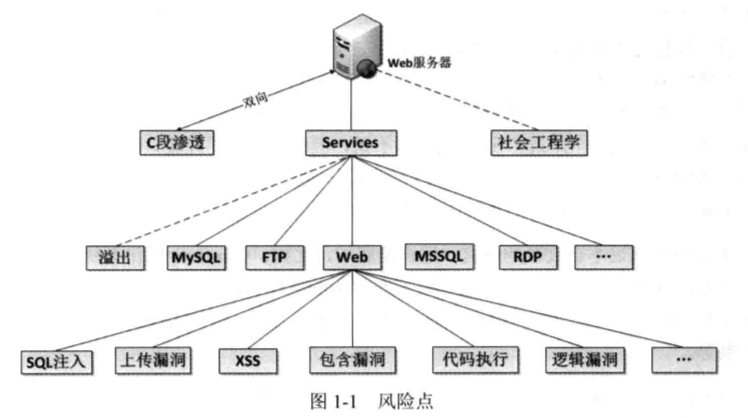 Web服务器
双向
C段渗透
Services
社会工程学
溢出
MySQL
FTP
Web
MSSQL
RDP
…
SQL注入
上传漏洞
XSS
包含漏洞
代码执行
逻辑漏洞
…
图 1-1 风险点